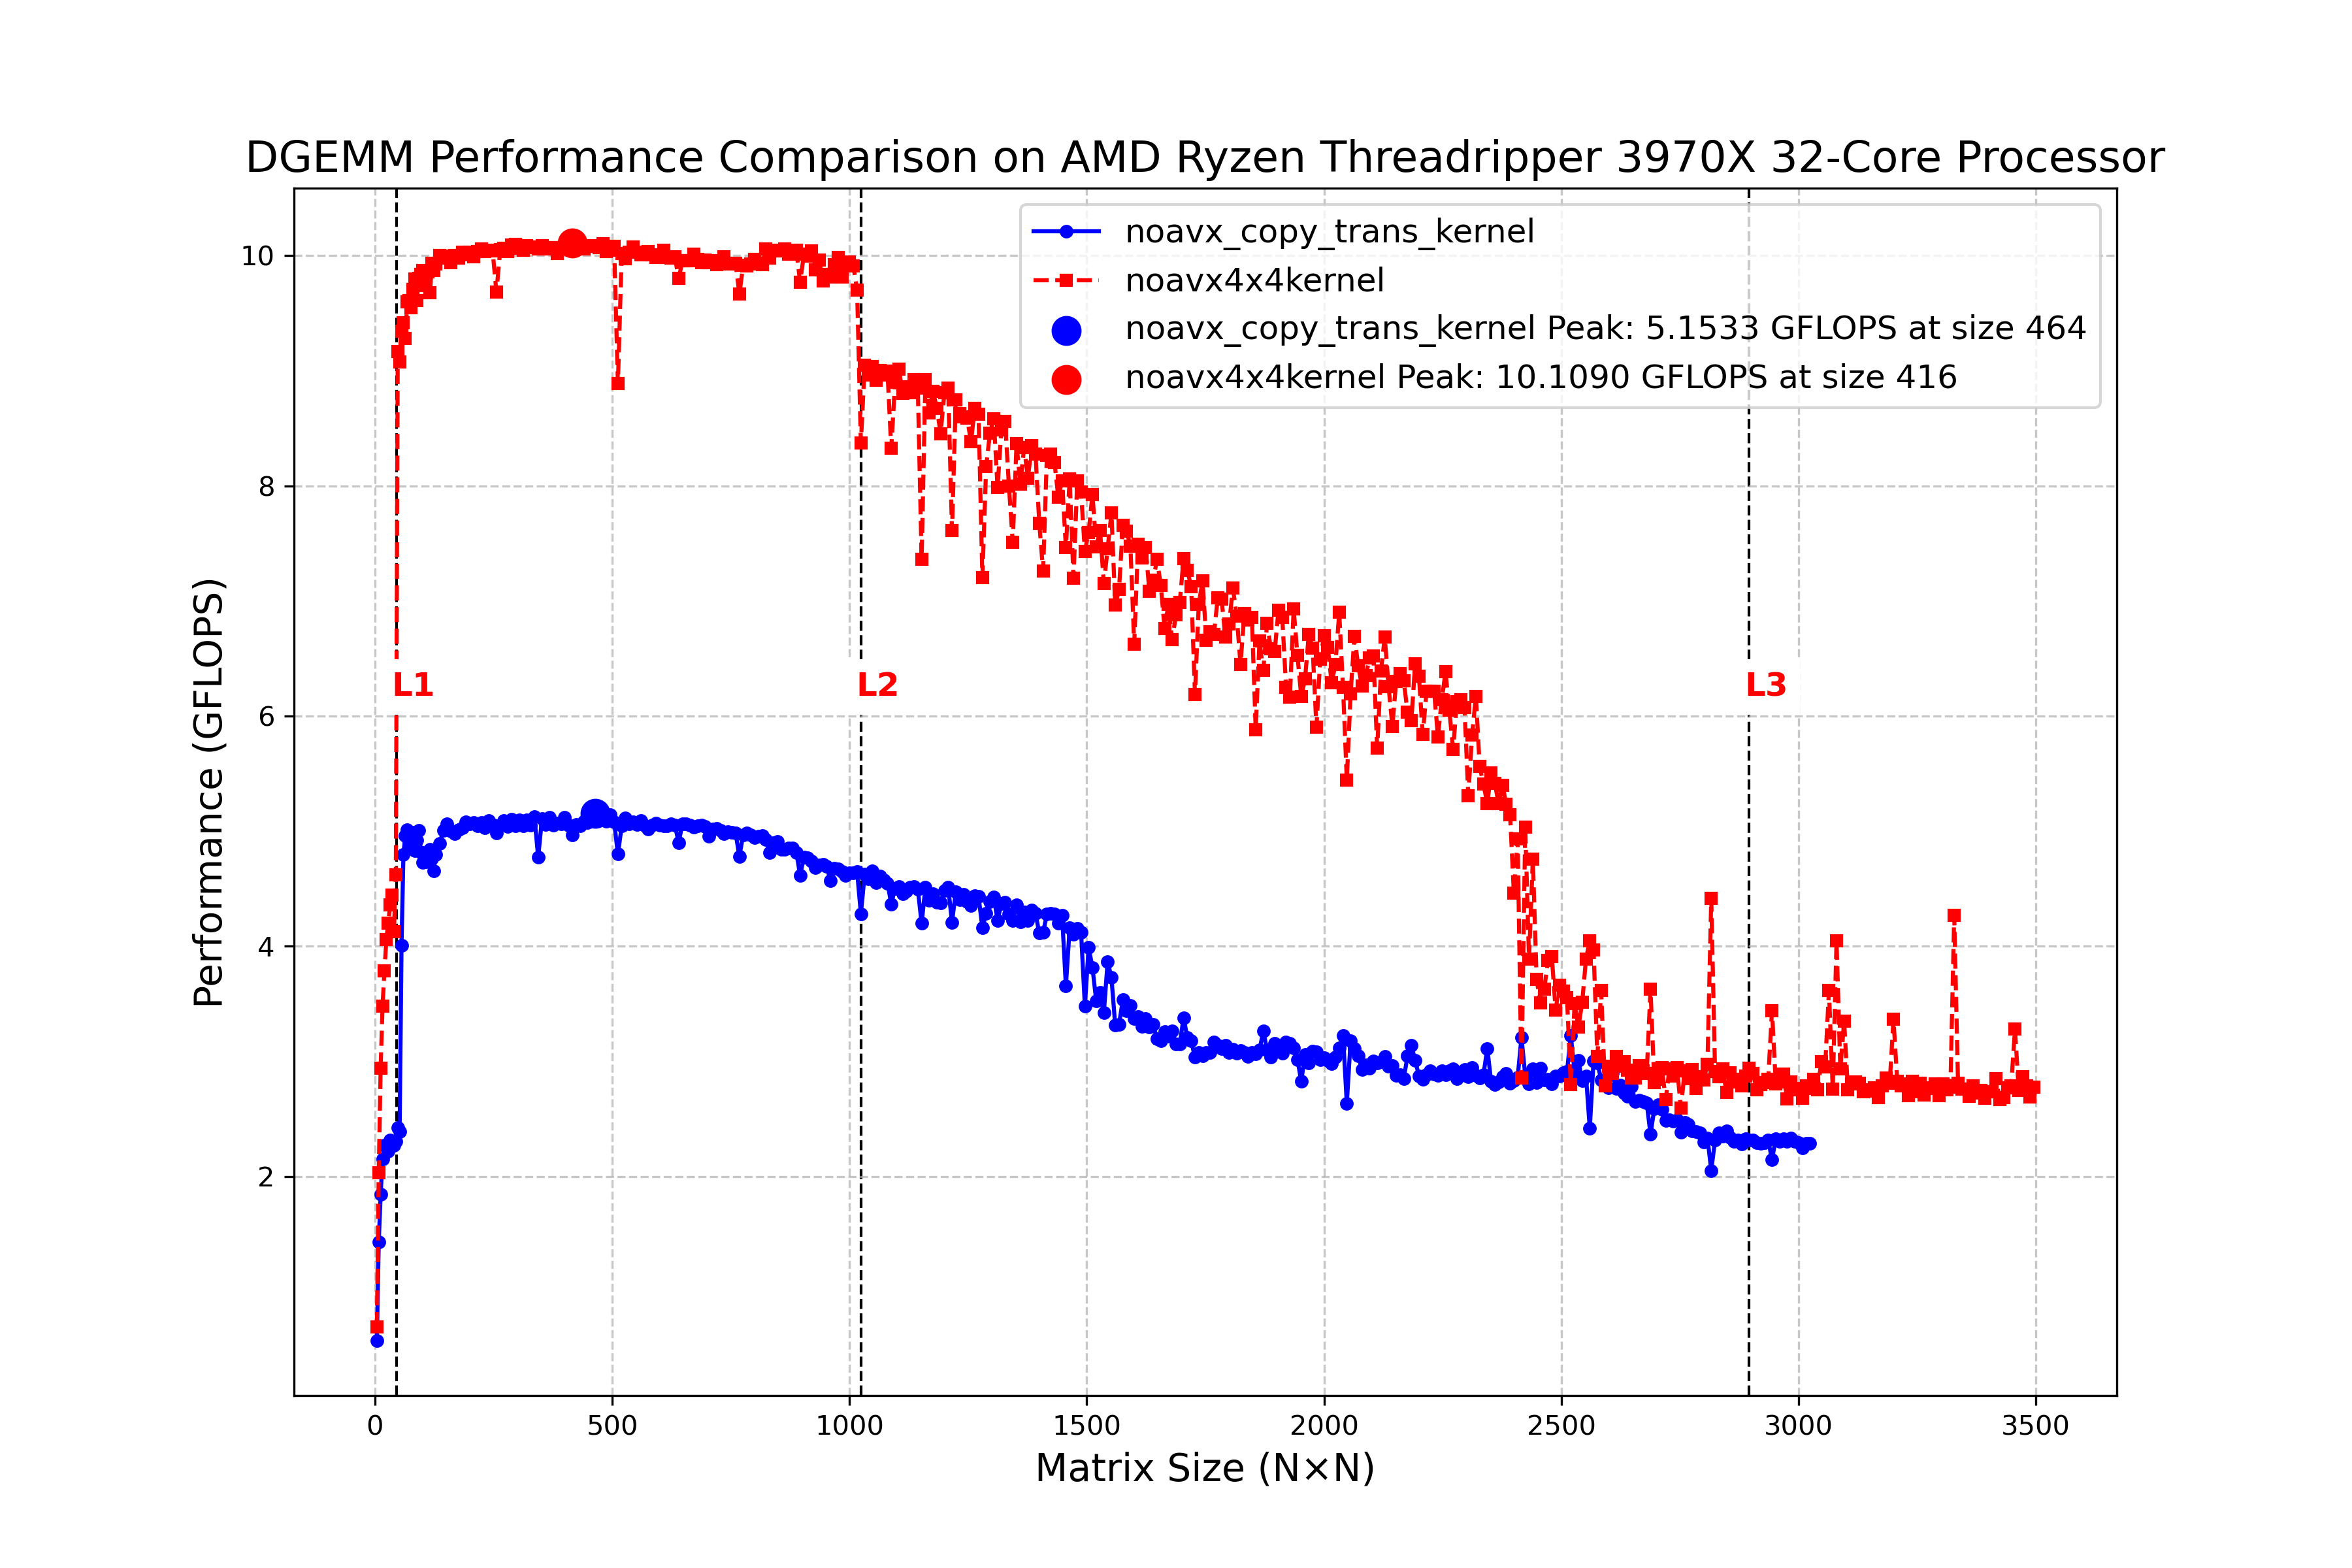 DGEMM Performance Comparison on AMD Ryzen Threadripper 3970X 32-Core Processor
noavx_copy_trans_kernel
noavx4x4kernel
noavx_copy_trans_kernel Peak: 5.1533 GFLOPS at size 464
noavx4x4kernel Peak: 10.1090 GFLOPS at size 416
Performance (GFLOPS)
10
8
6
4
2
L1
L2
L3
0
500
1000
1500
2000
2500
3000
3500
Matrix Size (N×N)